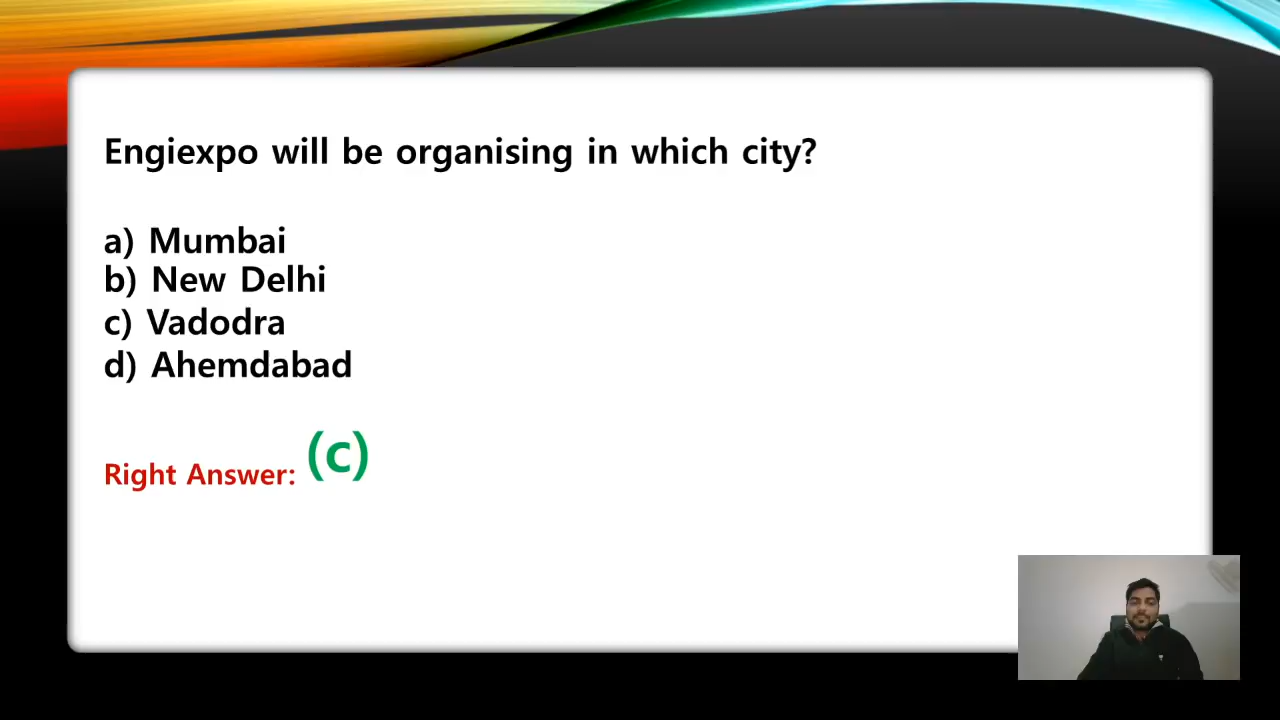 Engiexpo will be organising in which city?
a) Mumbai
b) New Delhi
c) Vadodra
d) Ahemdabad
Right Answer: (c)